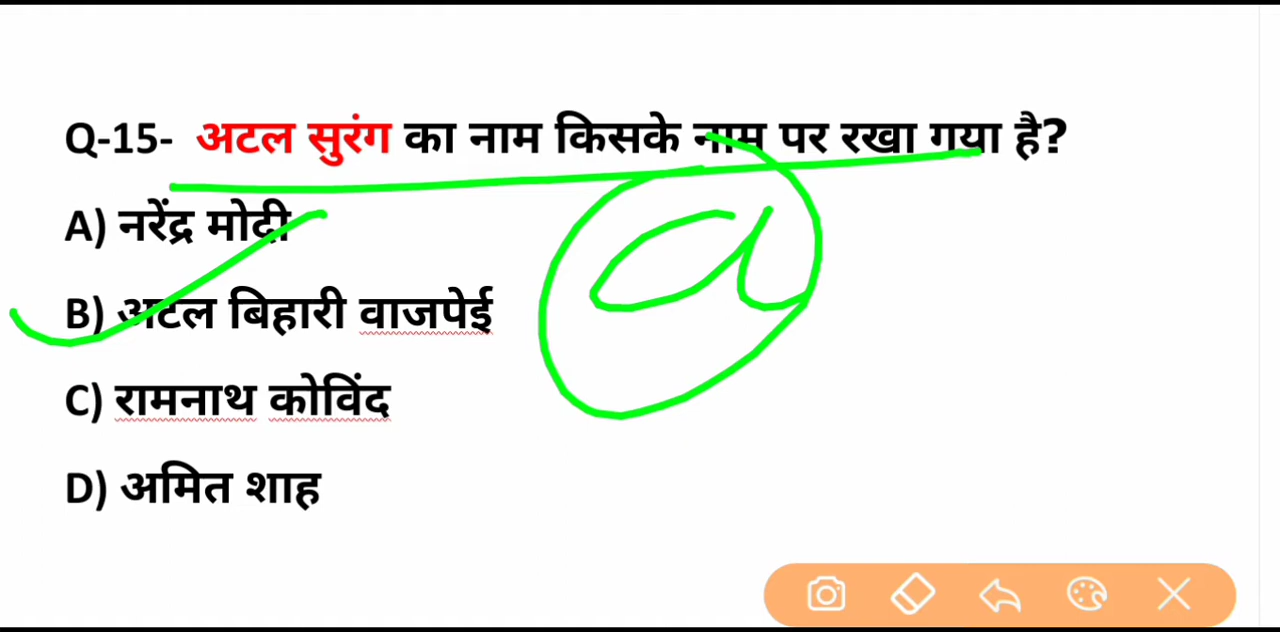 Q-15- अटल सुरंग का नाम किसके नाम पर रखा गया है?
A) नरेंद्र मोदी
a
B) अटल बिहारी वाजपेई
C) रामनाथ कोविंद
D) अमित शाह